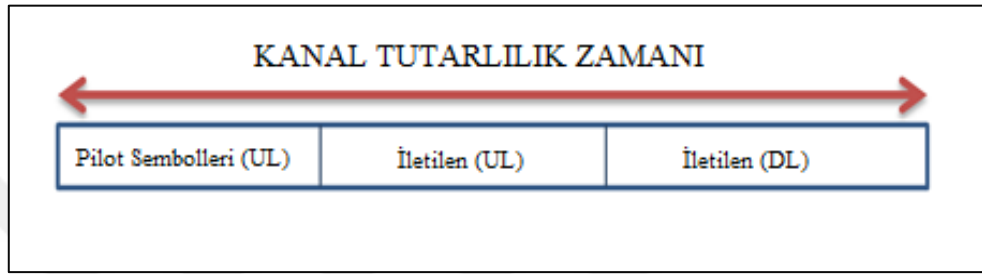 KANAL TUTARLILIK ZAMANI
Pilot Sembolleri (UL) İletilen (UL) İletilen (DL)